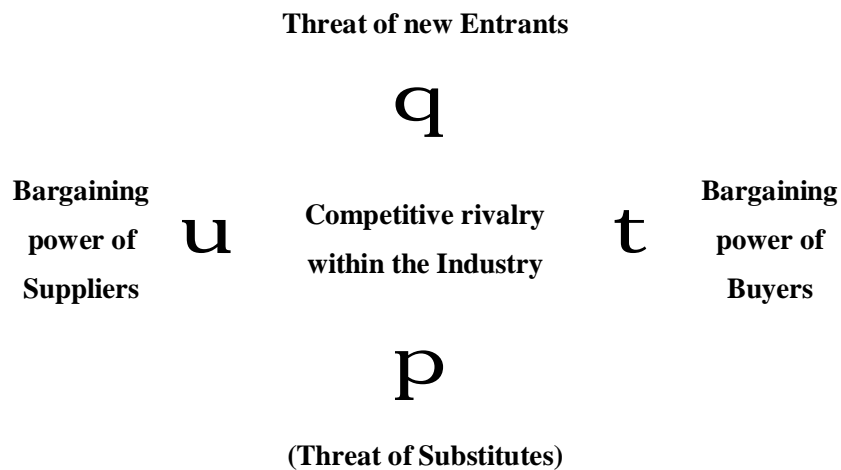 Threat of new Entrants
q
Bargaining
power of
Suppliers
u
Competitive rivalry
within the Industry
t
Bargaining
power of
Buyers
p
(Threat of Substitutes)